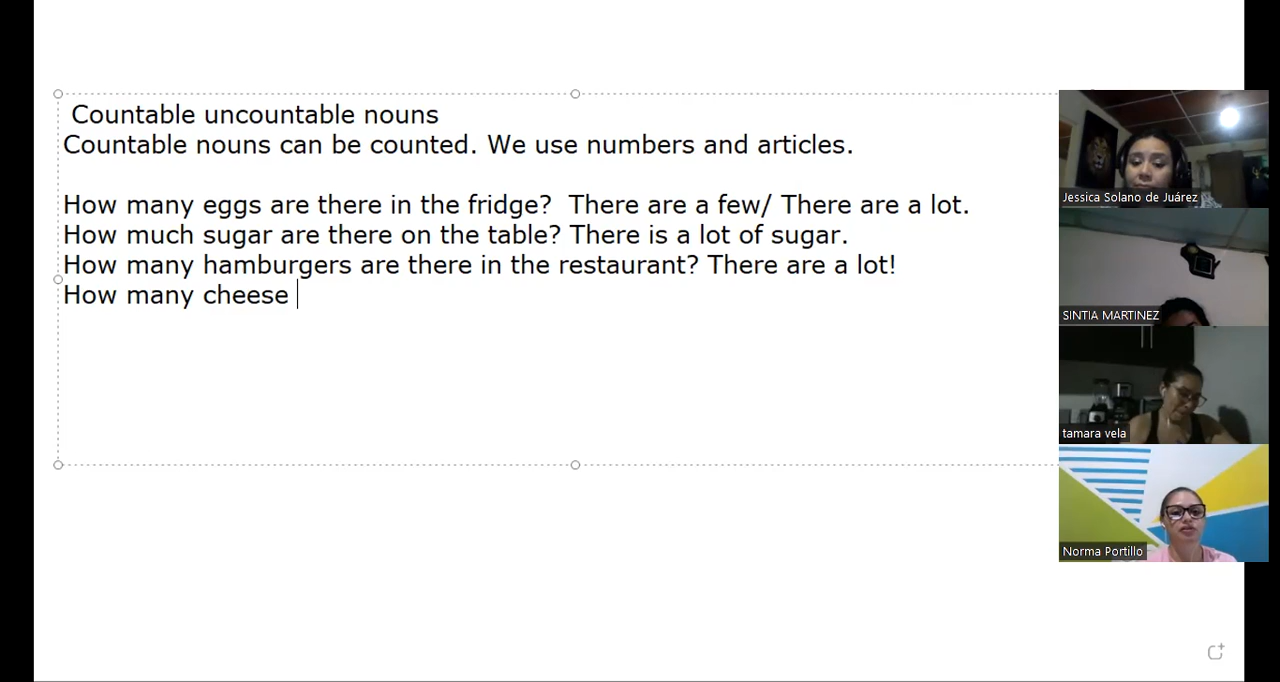 Countable uncountable nouns
Countable nouns can be counted. We use numbers and articles.
How many eggs are there in the fridge?  There are a few/ There are a lot.
How much sugar are there on the table? There is a lot of sugar.
How many hamburgers are there in the restaurant? There are a lot!
How many cheese
Jessica Solano de Juárez
SINTIA MARTINEZ
tamara vela
Norma Portillo